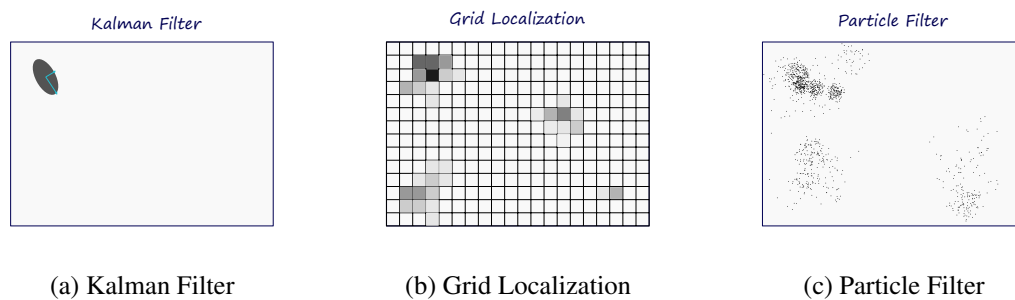 Kalman Filter
Grid Localization
Particle Filter
(a) Kalman Filter
(b) Grid Localization
(c) Particle Filter